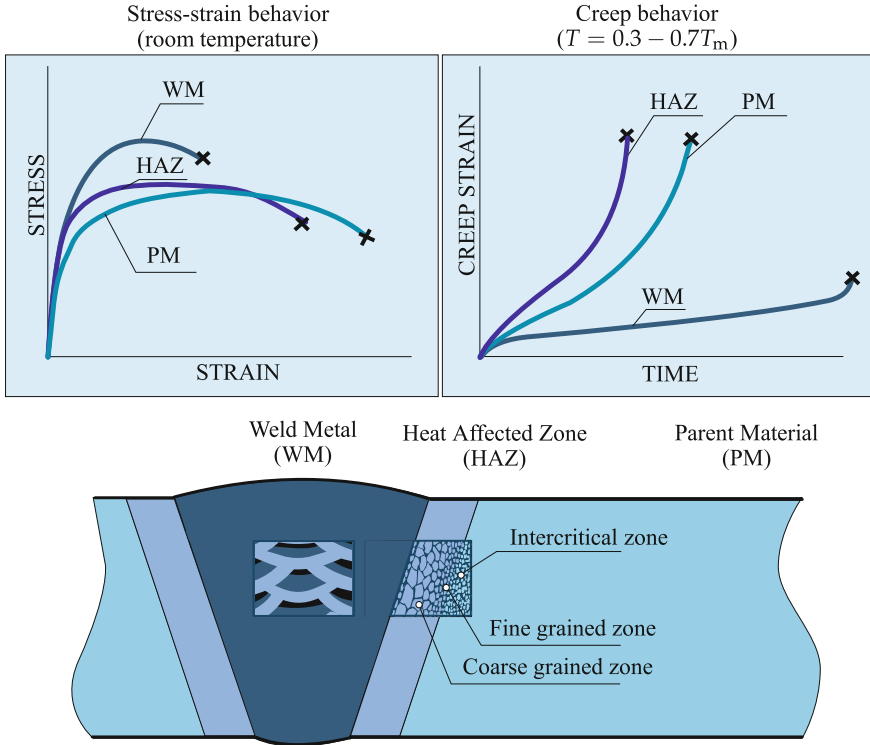 Stress-strain behavior
(room temperature)
WM
HAZ
PM
STRESS
STRAIN
Creep behavior
(T = 0.3 − 0.7Tm)
HAZ
PM
WM
CREEP STRAIN
TIME
Weld Metal
(WM)
Heat Affected Zone
(HAZ)
Parent Material
(PM)
Intercritical zone
Fine grained zone
Coarse grained zone